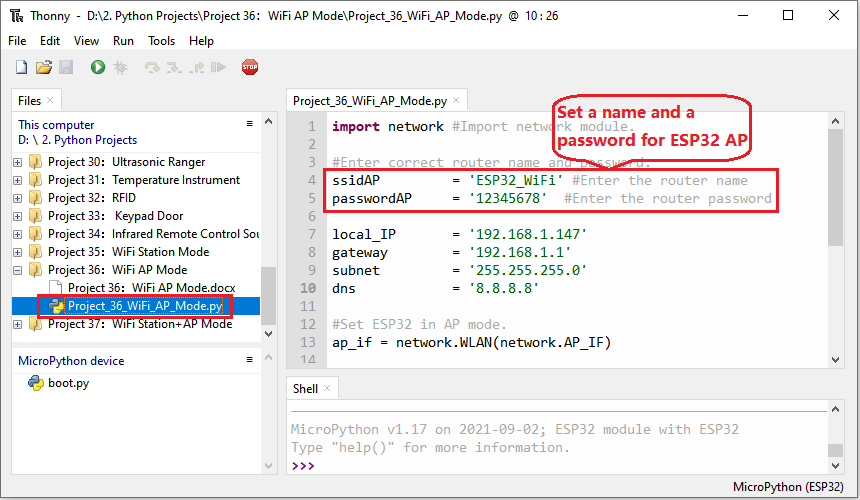 Thonny - D:\2. Python Projects\Project 36：WiFi AP Mode\Project_36_WiFi_AP_Mode.py @ 10 : 26
File Edit View Run Tools Help
STOP
Files
This computer
D: \ 2. Python Projects
Project 30：Ultrasonic Ranger
Project 31：Temperature Instrument
Project 32：RFID
Project 33： Keypad Door
Project 34：Infrared Remote Control Sou
Project 35：WiFi Station Mode
Project 36：WiFi AP Mode
Project 36：WiFi AP Mode.docx
Project_36_WiFi_AP_Mode.py
Project 37：WiFi Station+AP Mode
MicroPython device
boot.py
Project_36_WiFi_AP_Mode.py
Set a name and a
password for ESP32 AP
1 import network #Import network module.
2
3 #Enter correct router name and password.
4 ssidAP = 'ESP32_WiFi' #Enter the router name
5 passwordAP = '12345678' #Enter the router password
6
7 local_IP = '192.168.1.147'
8 gateway = '192.168.1.1'
9 subnet = '255.255.255.0'
10 dns = '8.8.8.8'
11
12 #Set ESP32 in AP mode.
13 ap_if = network.WLAN(network.AP_IF)
14
Shell
MicroPython v1.17 on 2021-09-02; ESP32 module with ESP32
Type "help()" for more information.
>>>
MicroPython (ESP32)